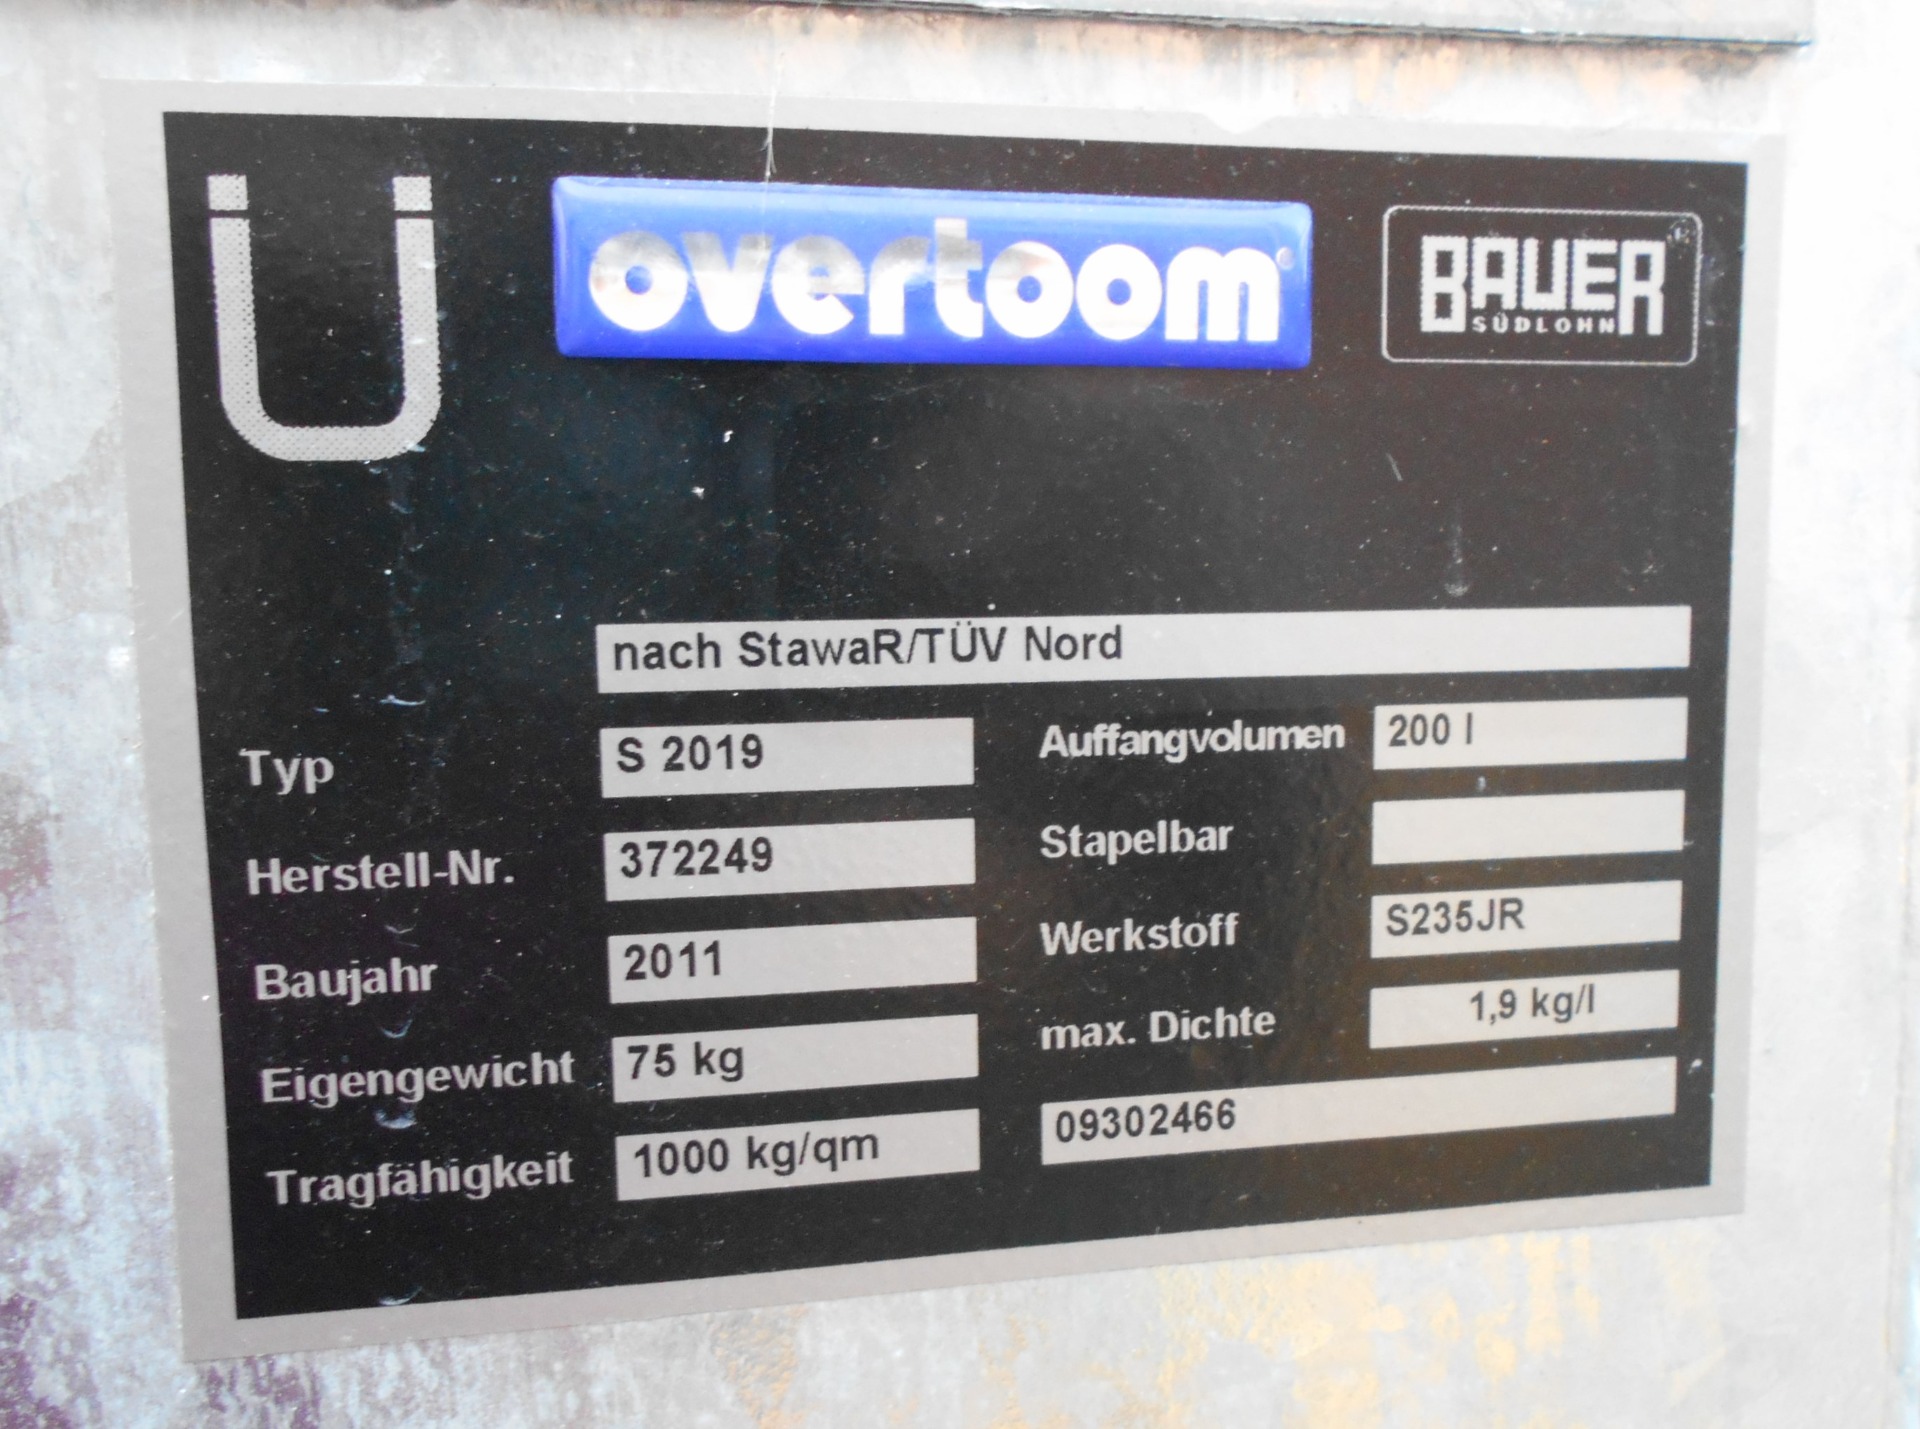 Ü
overtoom
BAUER®
SÜDLOHN
nach StawaR/TÜV Nord
Typ S 2019
Herstell-Nr. 372249
Baujahr 2011
Eigengewicht 75 kg
Tragfähigkeit 1000 kg/qm
Auffangvolumen 200 l
Stapelbar
Werkstoff S235JR
max. Dichte 1,9 kg/l
09302466